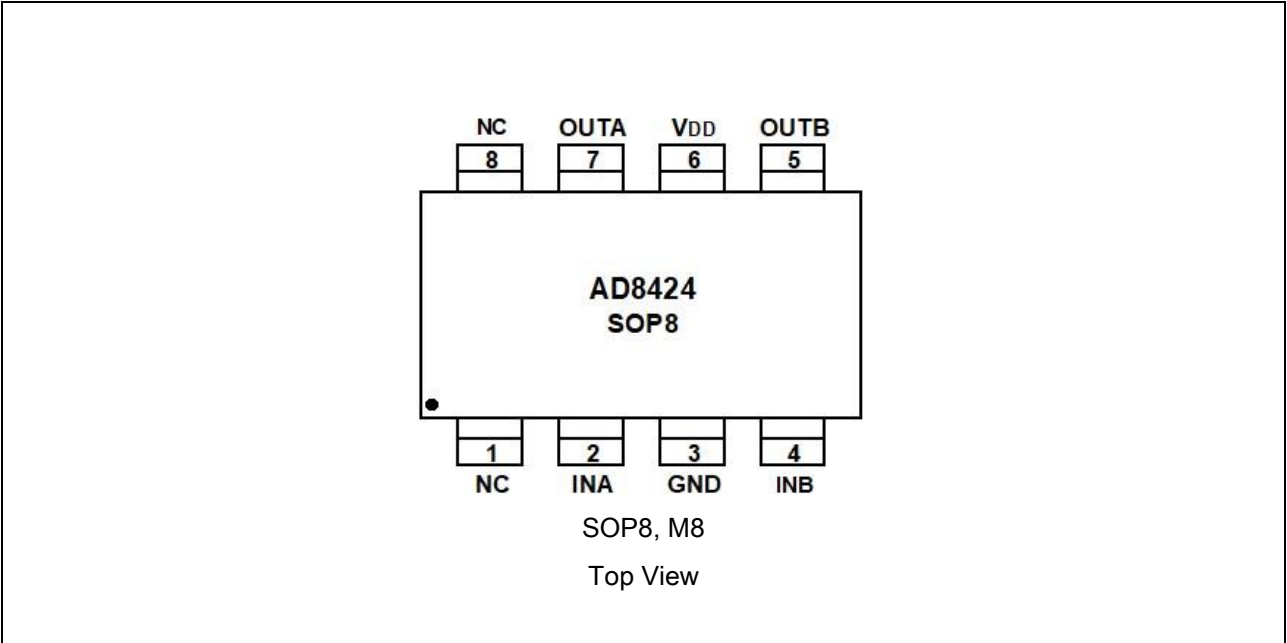 NC OUTA VDD OUTB
8 7 6 5
AD8424
SOP8
1 2 3 4
NC INA GND INB
SOP8, M8
Top View